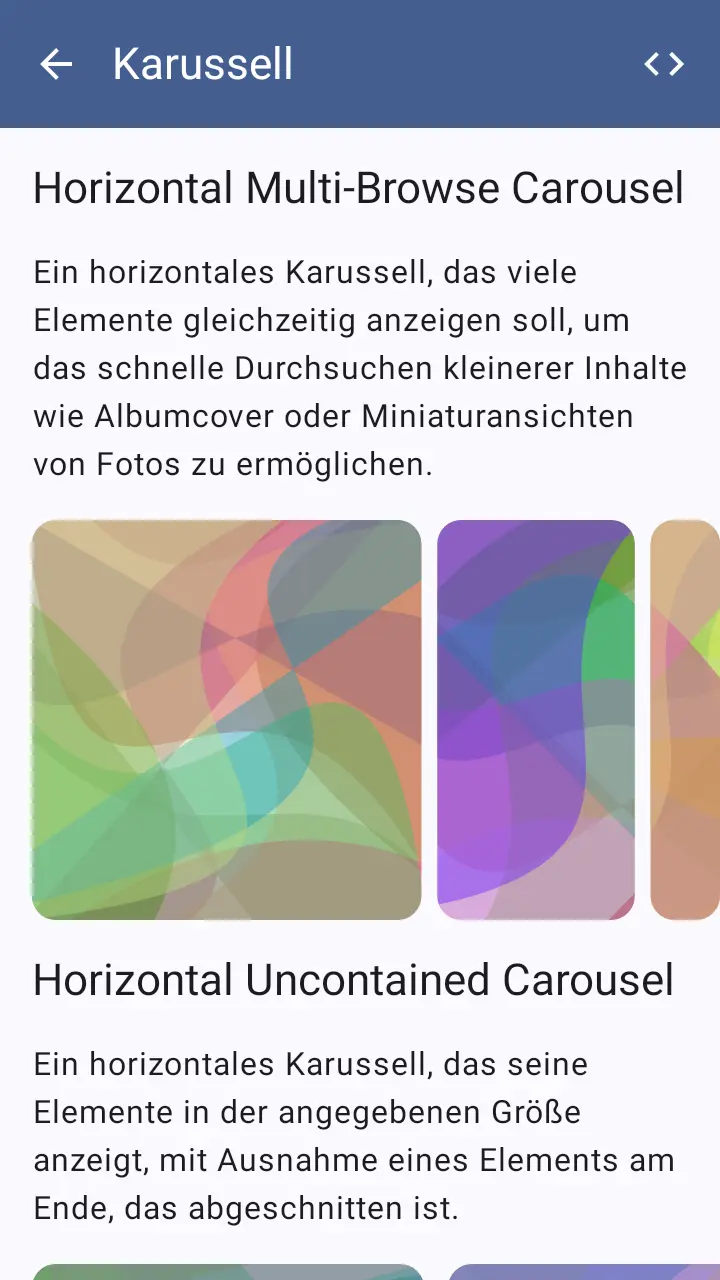 Karussell
Horizontal Multi-Browse Carousel
Ein horizontales Karussell, das viele
Elemente gleichzeitig anzeigen soll, um
das schnelle Durchsuchen kleinerer Inhalte
wie Albumcover oder Miniaturansichten
von Fotos zu ermöglichen.
Horizontal Uncontained Carousel
Ein horizontales Karussell, das seine
Elemente in der angegebenen Größe
anzeigt, mit Ausnahme eines Elements am
Ende, das abgeschnitten ist.